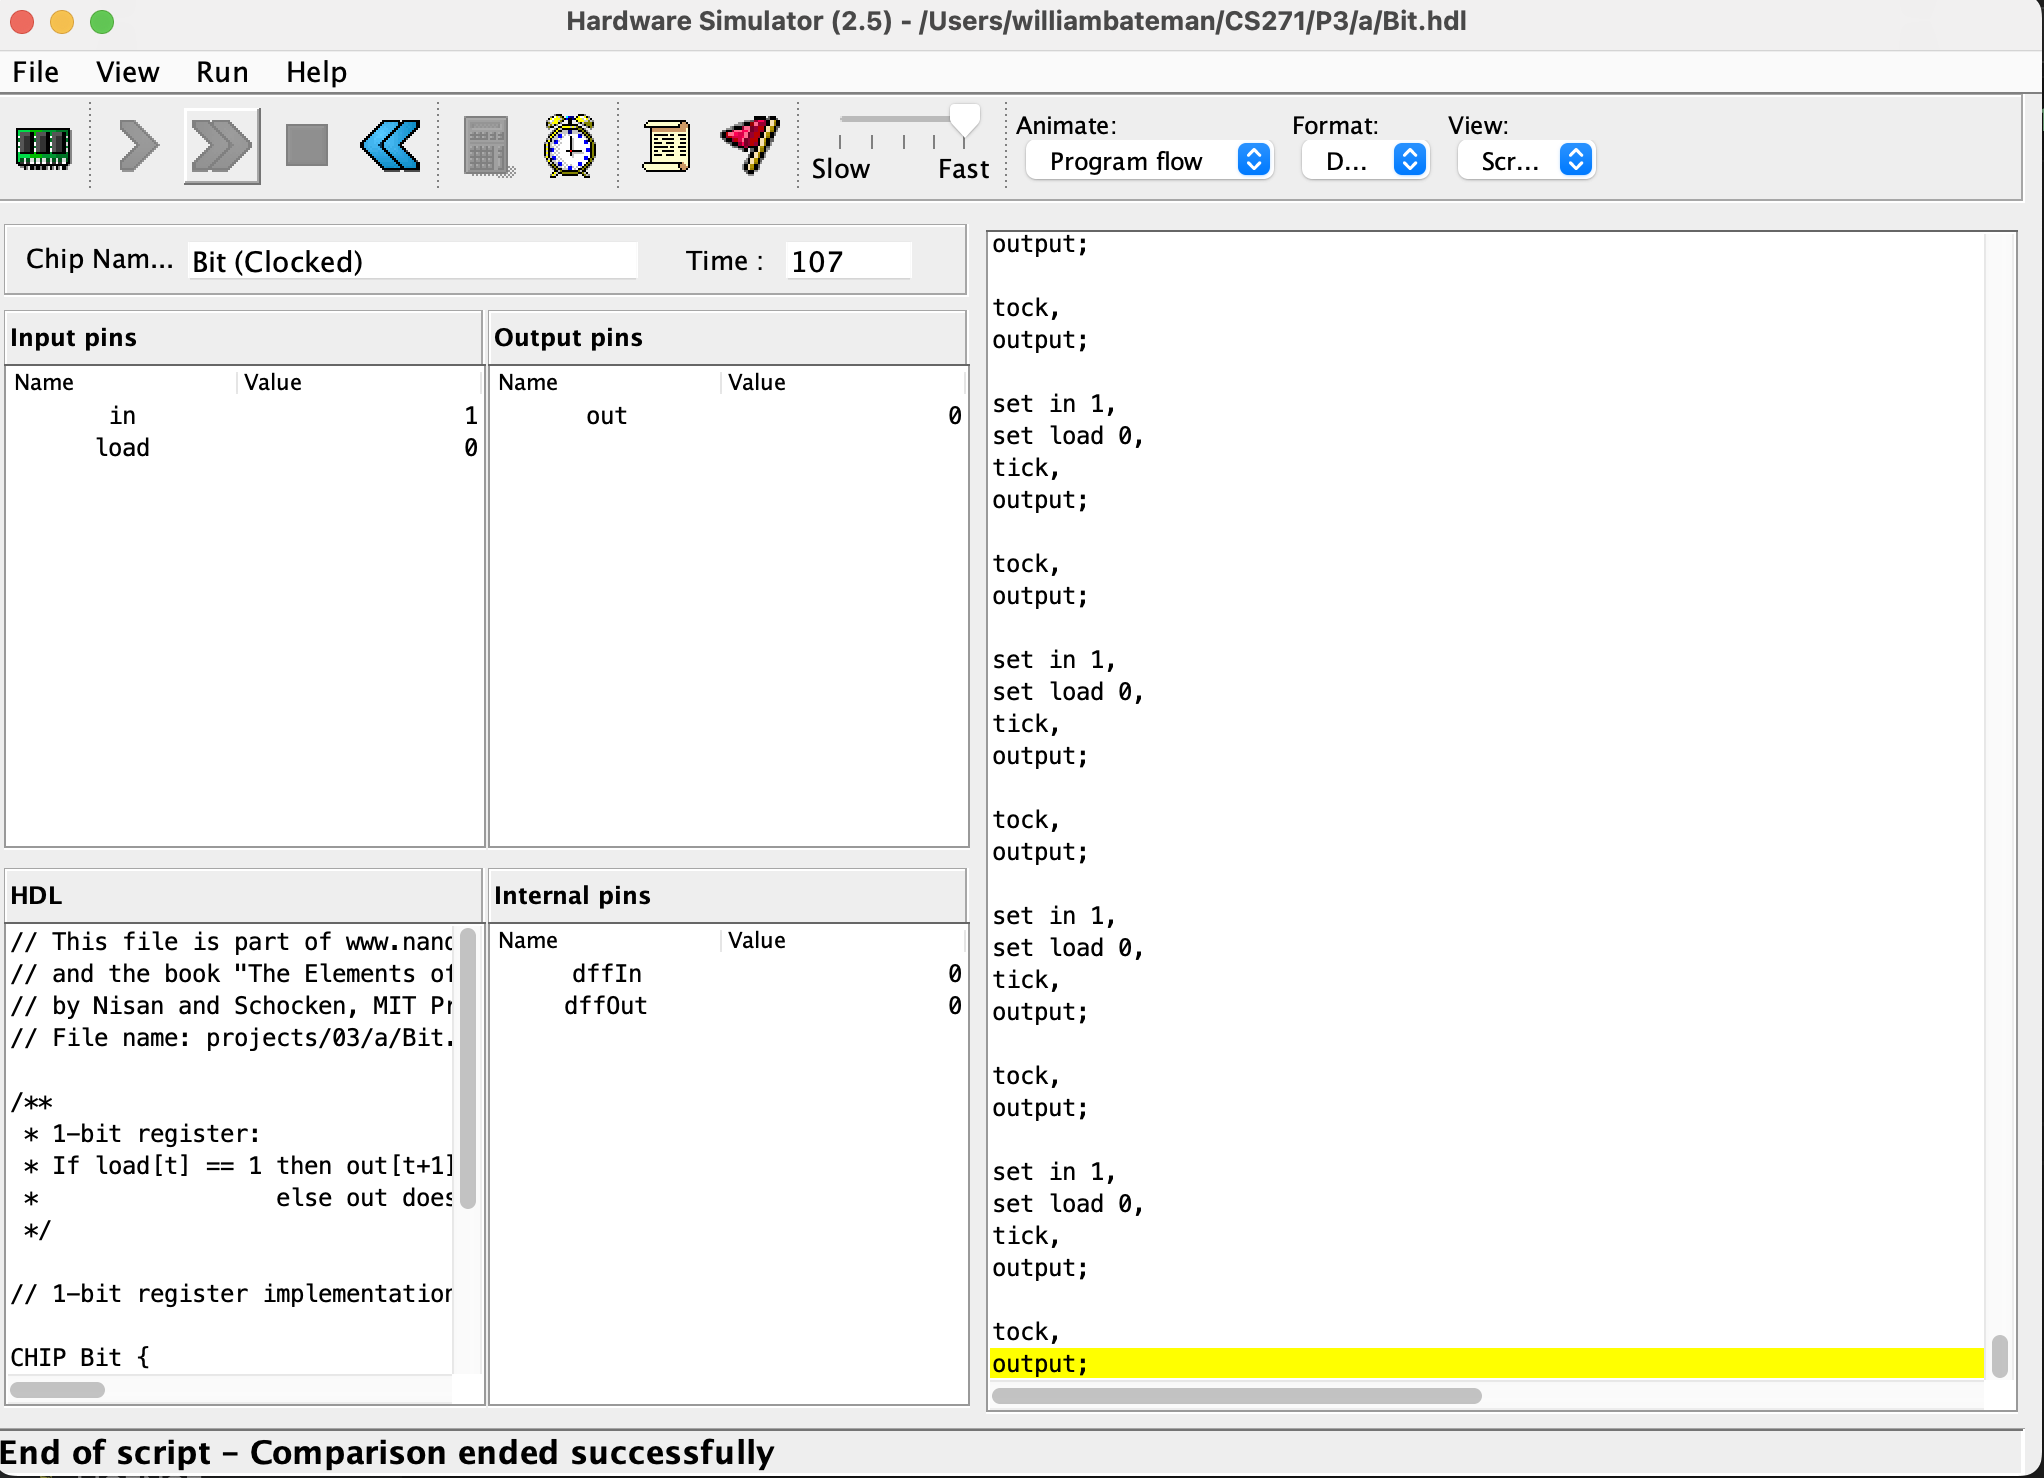 Hardware Simulator (2.5) - /Users/williambateman/CS271/P3/a/Bit.hdl
File View Run Help
Slow Fast
Animate: Format: View:
Program flow D... Scr...
Chip Nam... Bit (Clocked) Time : 107
Input pins
Name Value
in 1
load 0
Output pins
Name Value
out 0
HDL
// This file is part of www.nand
// and the book "The Elements of
// by Nisan and Schocken, MIT Pr
// File name: projects/03/a/Bit.
/**
* 1-bit register:
* If load[t] == 1 then out[t+1]
* else out does
*/
// 1-bit register implementation
CHIP Bit {
Internal pins
Name Value
dffIn 0
dffOut 0
output;
tock,
output;
set in 1,
set load 0,
tick,
output;
tock,
output;
set in 1,
set load 0,
tick,
output;
tock,
output;
set in 1,
set load 0,
tick,
output;
tock,
output;
set in 1,
set load 0,
tick,
output;
tock,
output;
End of script - Comparison ended successfully